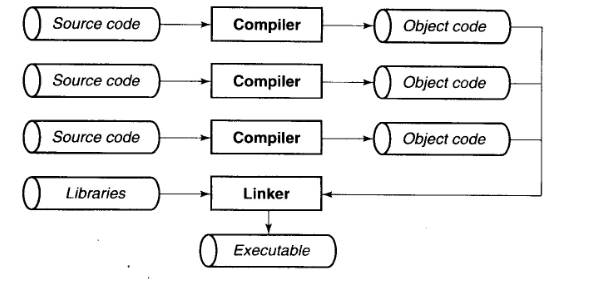 Source code Compiler Object code
Source code Compiler Object code
Source code Compiler Object code
Libraries Linker
Executable